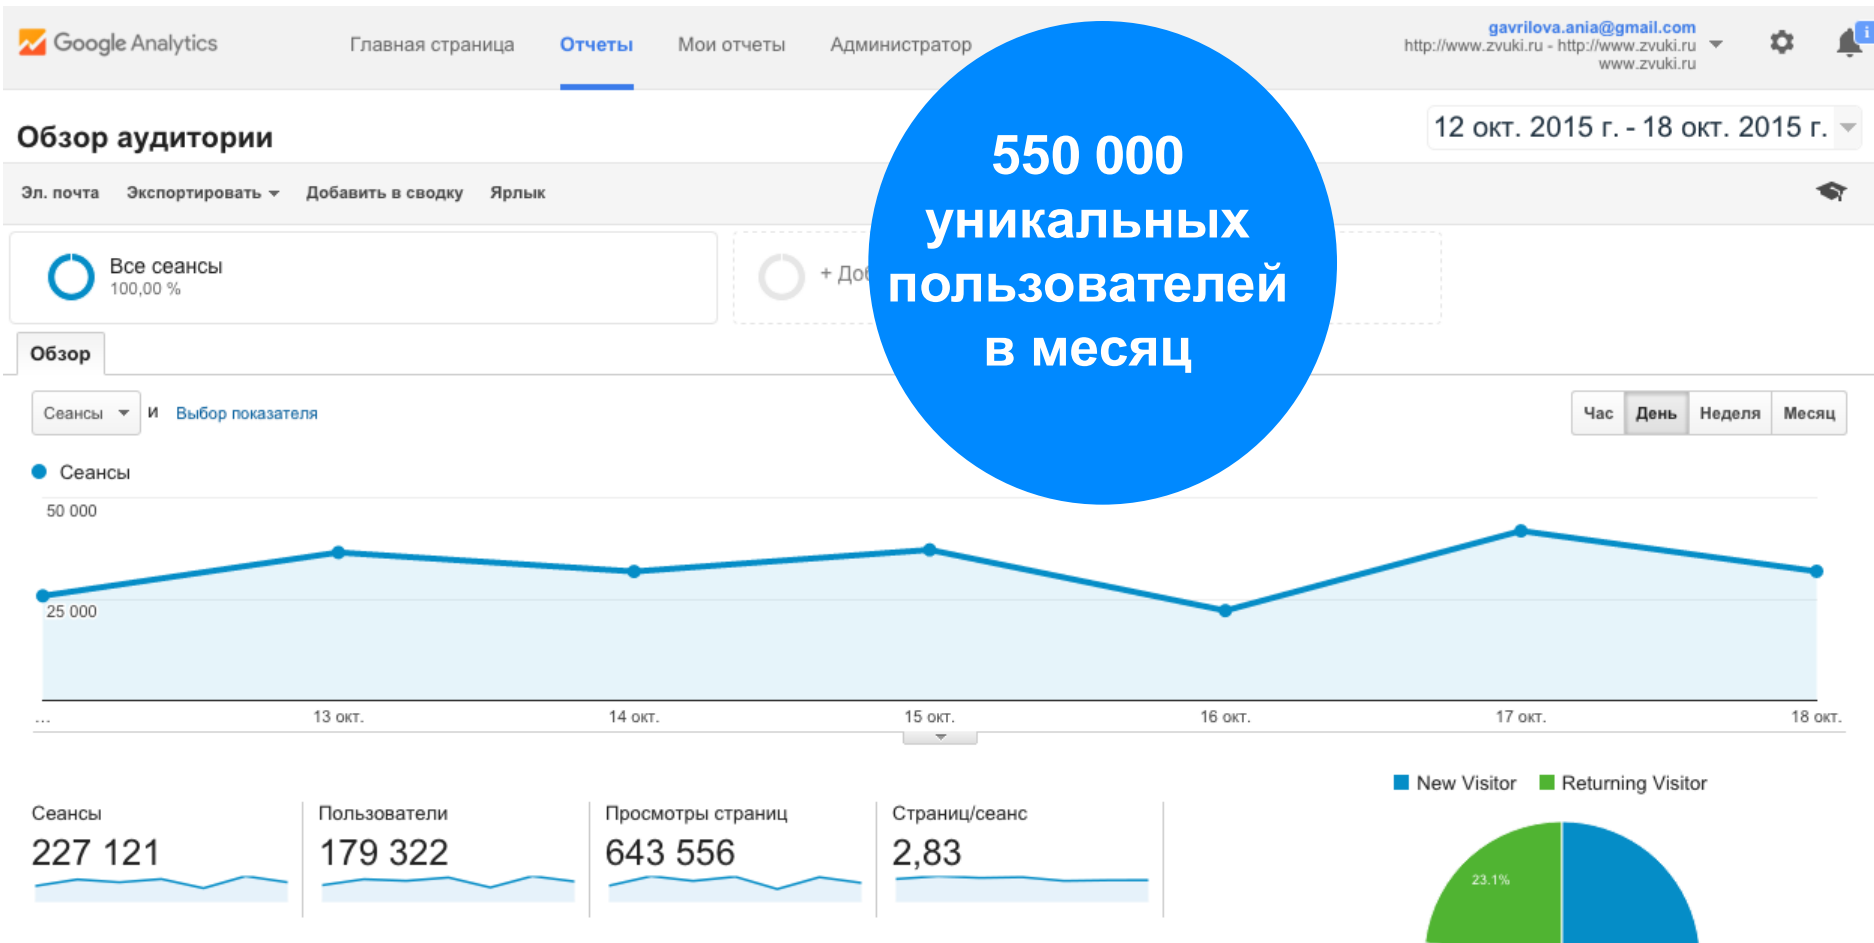 Google Analytics
Главная страница
Отчеты
Мои отчеты
Администратор
gavrilova.ania@gmail.com
http://www.zvuki.ru - http://www.zvuki.ru
www.zvuki.ru
i
Обзор аудитории
12 окт. 2015 г. - 18 окт. 2015 г.
Эл. почта
Экспортировать
Добавить в сводку
Ярлык
550 000
уникальных
пользователей
в месяц
Все сеансы
100,00 %
+ Доб
Обзор
Сеансы
и
Выбор показателя
Час
День
Неделя
Месяц
Сеансы
50 000
25 000
...
13 окт.
14 окт.
15 окт.
16 окт.
17 окт.
18 окт.
New Visitor
Returning Visitor
Сеансы
227 121
Пользователи
179 322
Просмотры страниц
643 556
Страниц/сеанс
2,83
23.1%